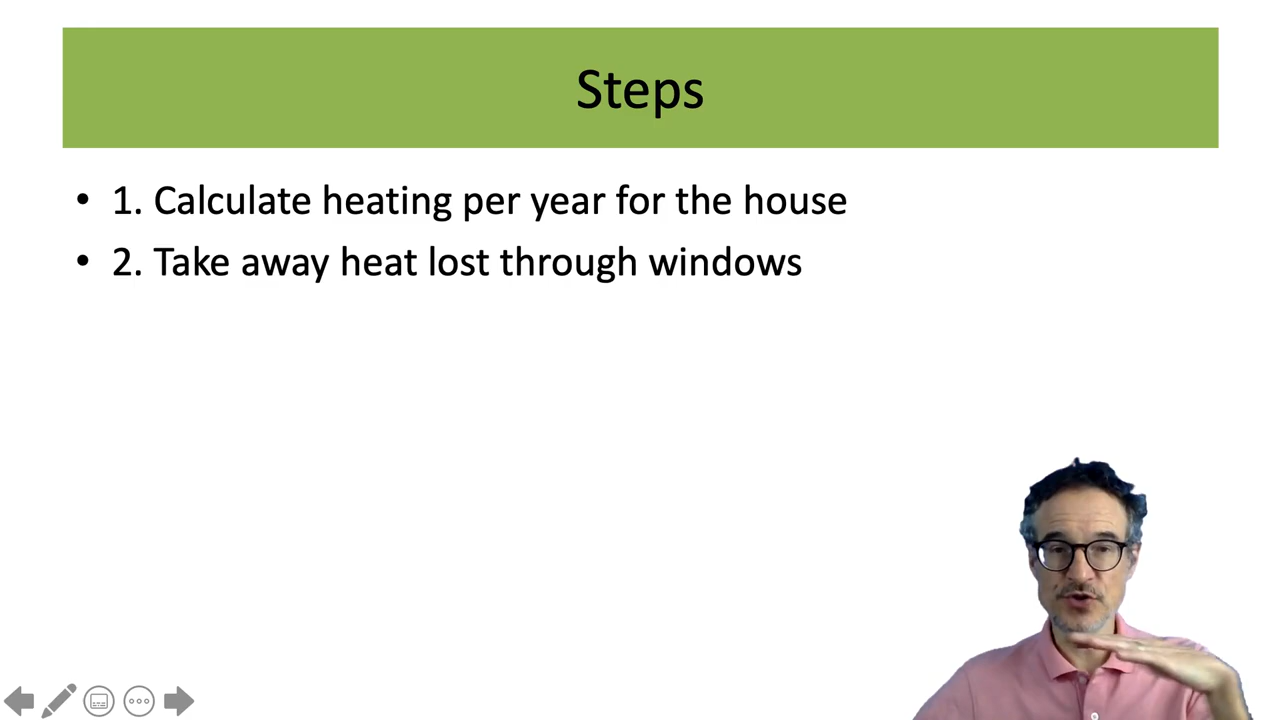 Steps
• 1. Calculate heating per year for the house
• 2. Take away heat lost through windows